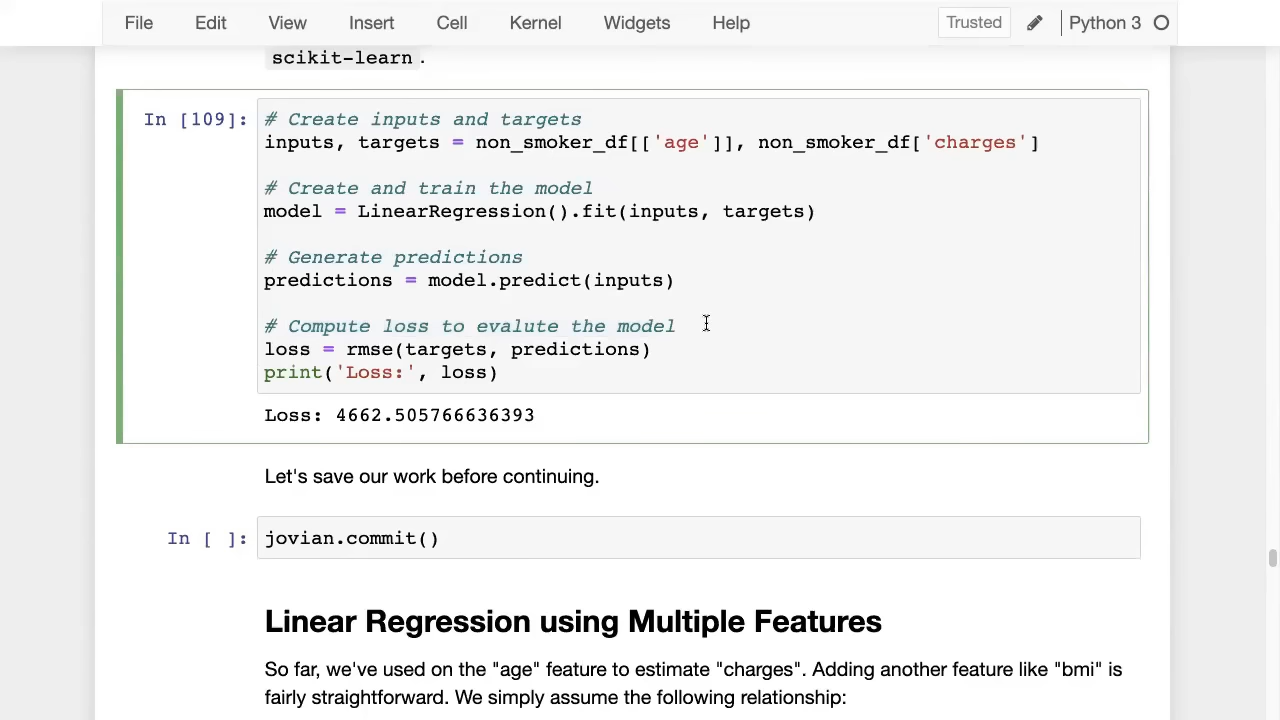 File Edit View Insert Cell Kernel Widgets Help Trusted Python 3
scikit-learn .
In [109]: # Create inputs and targets
inputs, targets = non_smoker_df[['age']], non_smoker_df['charges']
# Create and train the model
model = LinearRegression().fit(inputs, targets)
# Generate predictions
predictions = model.predict(inputs)
# Compute loss to evalute the model
loss = rmse(targets, predictions)
print('Loss:', loss)
Loss: 4662.505766636393
Let's save our work before continuing.
In [ ]: jovian.commit()
Linear Regression using Multiple Features
So far, we've used on the "age" feature to estimate "charges". Adding another feature like "bmi" is
fairly straightforward. We simply assume the following relationship: